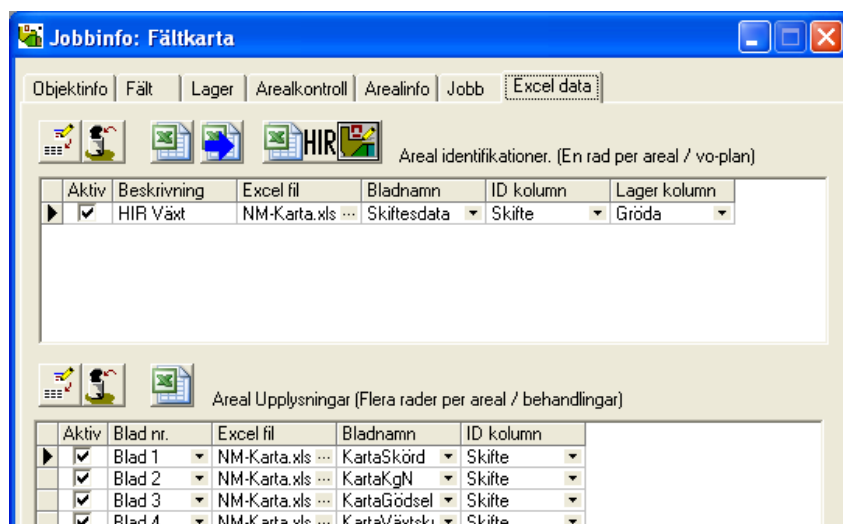 Jobbinfo: Fältkarta
Objektinfo Fält Lager Arealkontroll Arealinfo Jobb Excel data
HIR Areal identifikationer. (En rad per areal / vo-plan)
Aktiv Beskrivning Excel fil Bladnamn ID kolumn Lager kolumn
HIR Växt NM-Karta.xls ... Skiftesdata Skifte Gröda
Areal Upplysningar (Flera rader per areal / behandlingar)
Aktiv Blad nr. Excel fil Bladnamn ID kolumn
Blad 1 NM-Karta.xls ... KartaSkörd Skifte
Blad 2 NM-Karta.xls ... KartaKgN Skifte
Blad 3 NM-Karta.xls ... KartaGödsel Skifte
Blad 4 NM-Karta.xls ... KartaVäxtsku Skifte